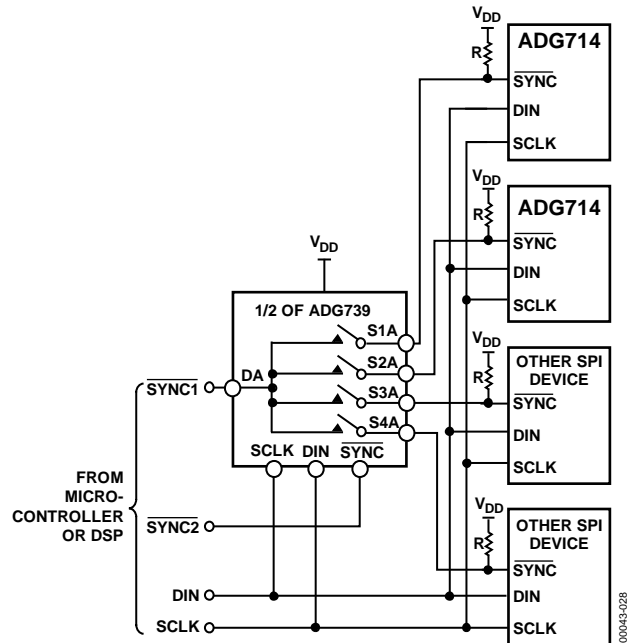 VDD
R
ADG714
SYNC
DIN
SCLK
VDD
R
ADG714
SYNC
DIN
SCLK
VDD
1/2 OF ADG739
S1A
S2A
S3A
S4A
DA
SCLK DIN SYNC
VDD
R
OTHER SPI
DEVICE
SYNC
DIN
SCLK
VDD
R
OTHER SPI
DEVICE
SYNC
DIN
SCLK
FROM
MICRO-
CONTROLLER
OR DSP
SYNC1
SYNC2
DIN
SCLK
00043-028